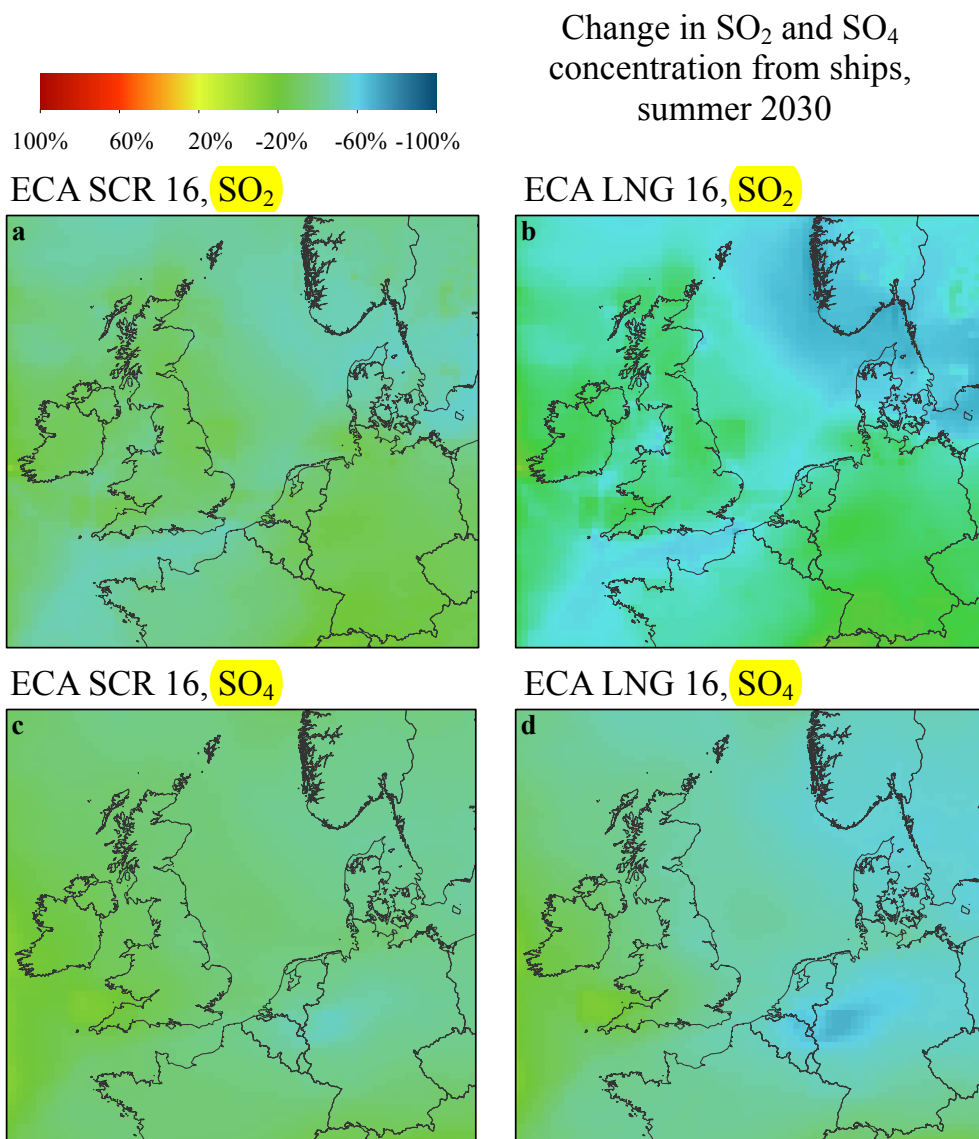 Change in SO₂ and SO₄
concentration from ships,
summer 2030
100% 60% 20% -20% -60% -100%
ECA SCR 16, SO₂
ECA LNG 16, SO₂
a
b
ECA SCR 16, SO₄
ECA LNG 16, SO₄
c
d